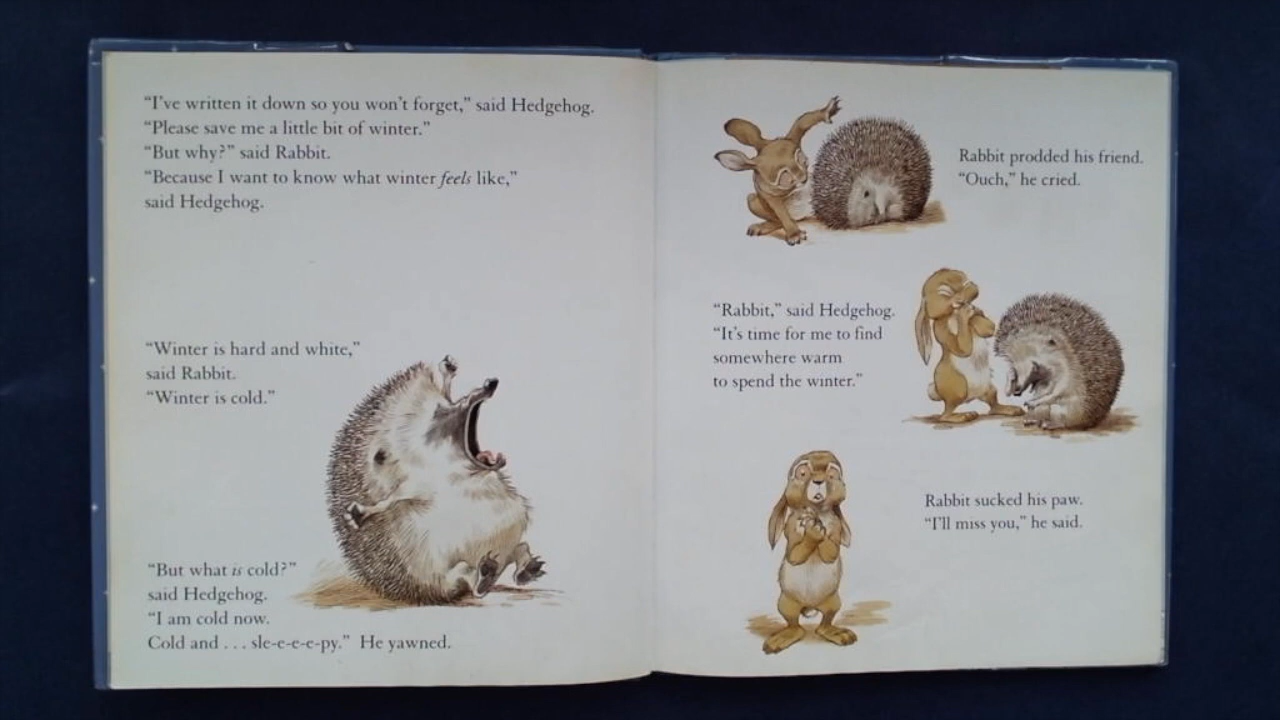 “I’ve written it down so you won’t forget,” said Hedgehog.
“Please save me a little bit of winter.”
“But why?” said Rabbit.
“Because I want to know what winter feels like,”
said Hedgehog.
“Winter is hard and white,”
said Rabbit.
“Winter is cold.”
“But what is cold?”
said Hedgehog.
“I am cold now.
Cold and . . . sle-e-e-e-py.” He yawned.
Rabbit prodded his friend.
“Ouch,” he cried.
“Rabbit,” said Hedgehog.
“It’s time for me to find
somewhere warm
to spend the winter.”
Rabbit sucked his paw.
“I’ll miss you,” he said.